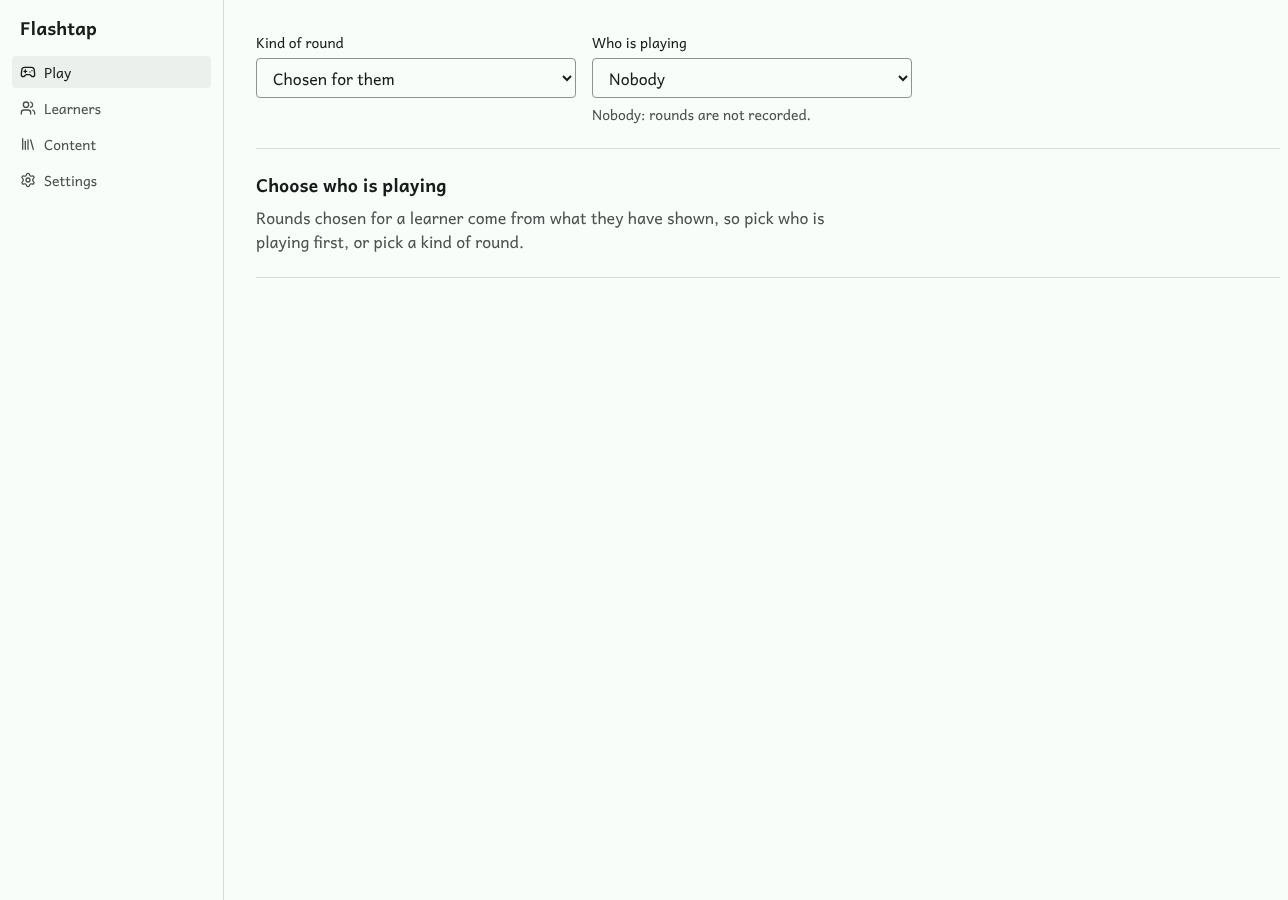 Flashtap
Play
Learners
Content
Settings
Kind of round
Chosen for them
Who is playing
Nobody
Nobody: rounds are not recorded.
Choose who is playing
Rounds chosen for a learner come from what they have shown, so pick who is
playing first, or pick a kind of round.